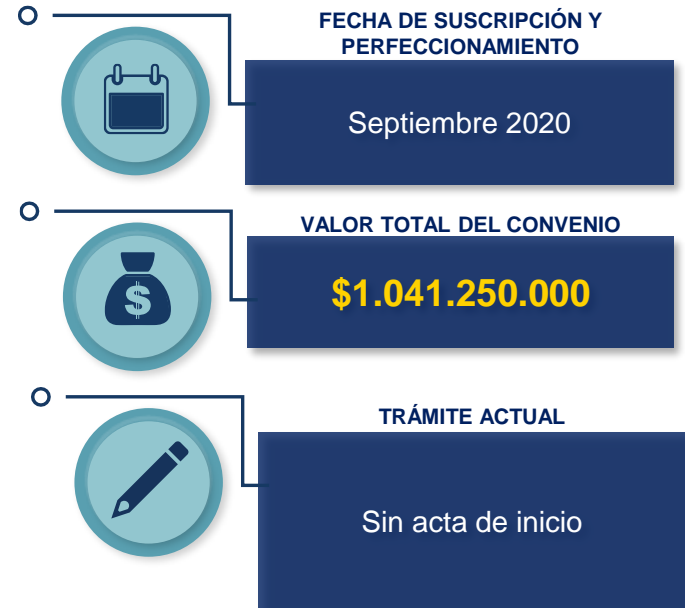 FECHA DE SUSCRIPCIÓN Y
PERFECCIONAMIENTO
Septiembre 2020
VALOR TOTAL DEL CONVENIO
$
$1.041.250.000
TRÁMITE ACTUAL
Sin acta de inicio